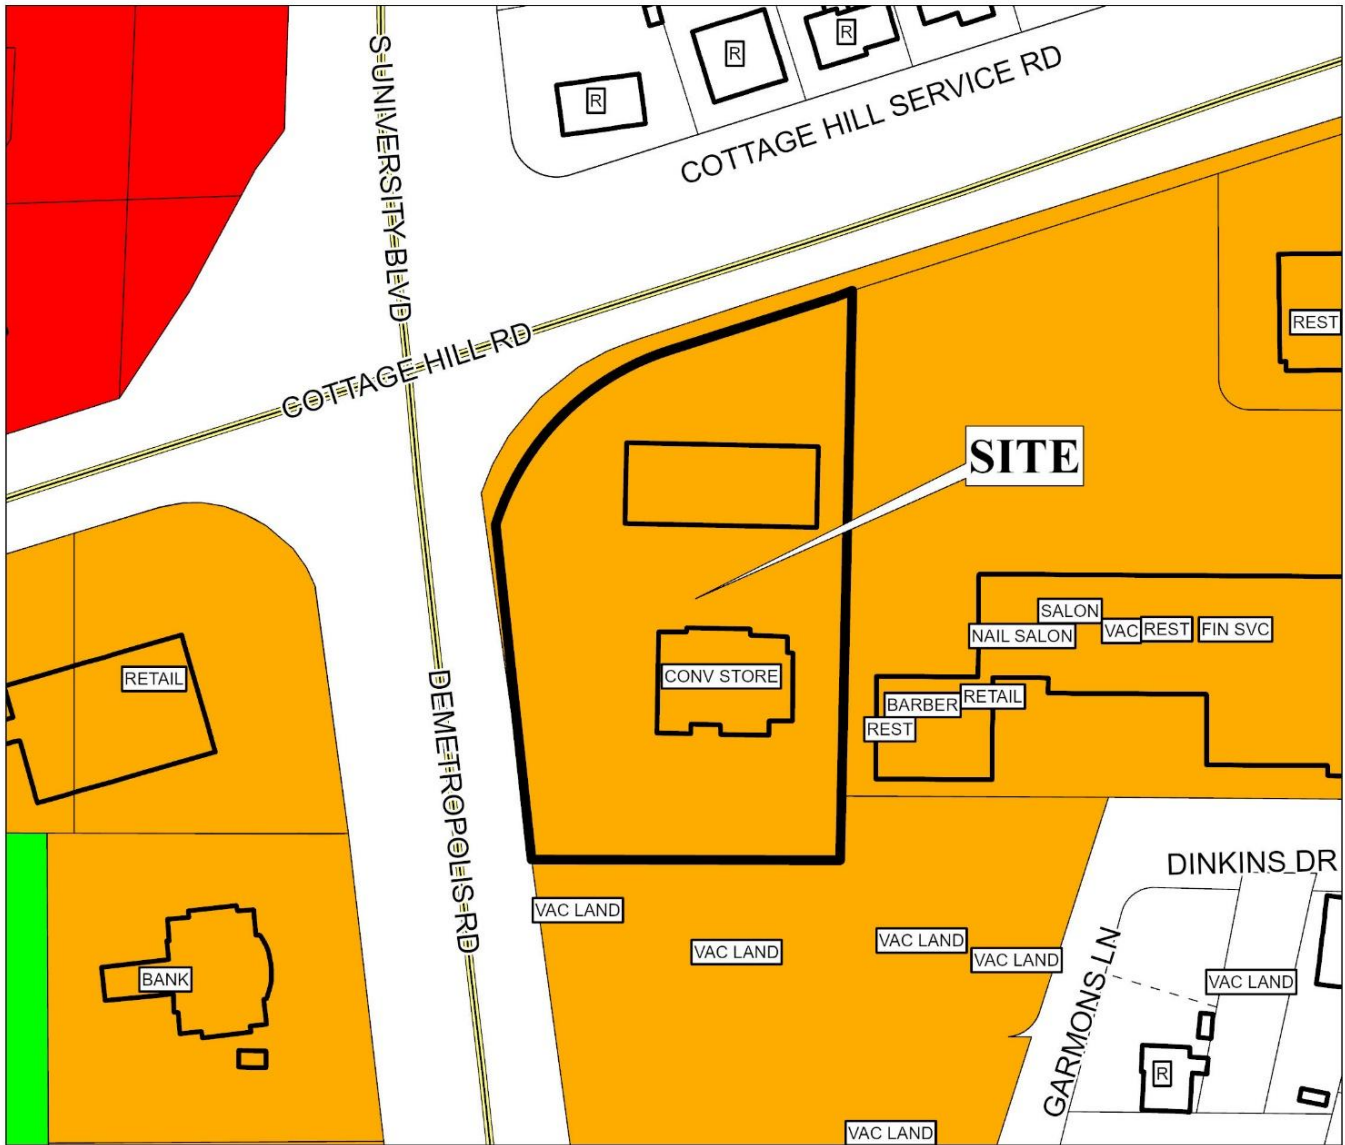 R
R
R
S UNIVERSITY BLVD
COTTAGE HILL SERVICE RD
COTTAGE HILL RD
REST
SITE
SALON
NAIL SALON
VAC
REST
FIN SVC
RETAIL
CONV STORE
RETAIL
BARBER
REST
DEMETROPOLIS RD
DINKINS DR
VAC LAND
VAC LAND
VAC LAND
VAC LAND
BANK
GARMONS LN
VAC LAND
R
VAC LAND